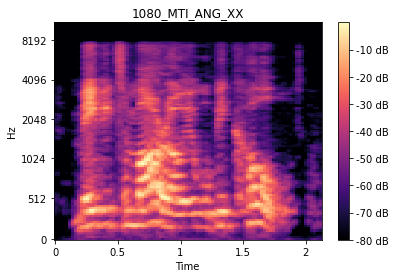 1080_MTI_ANG_XX
8192
4096
2048
1024
512
0
Hz
0
0.5
1
1.5
2
Time
-10 dB
-20 dB
-30 dB
-40 dB
-50 dB
-60 dB
-70 dB
-80 dB